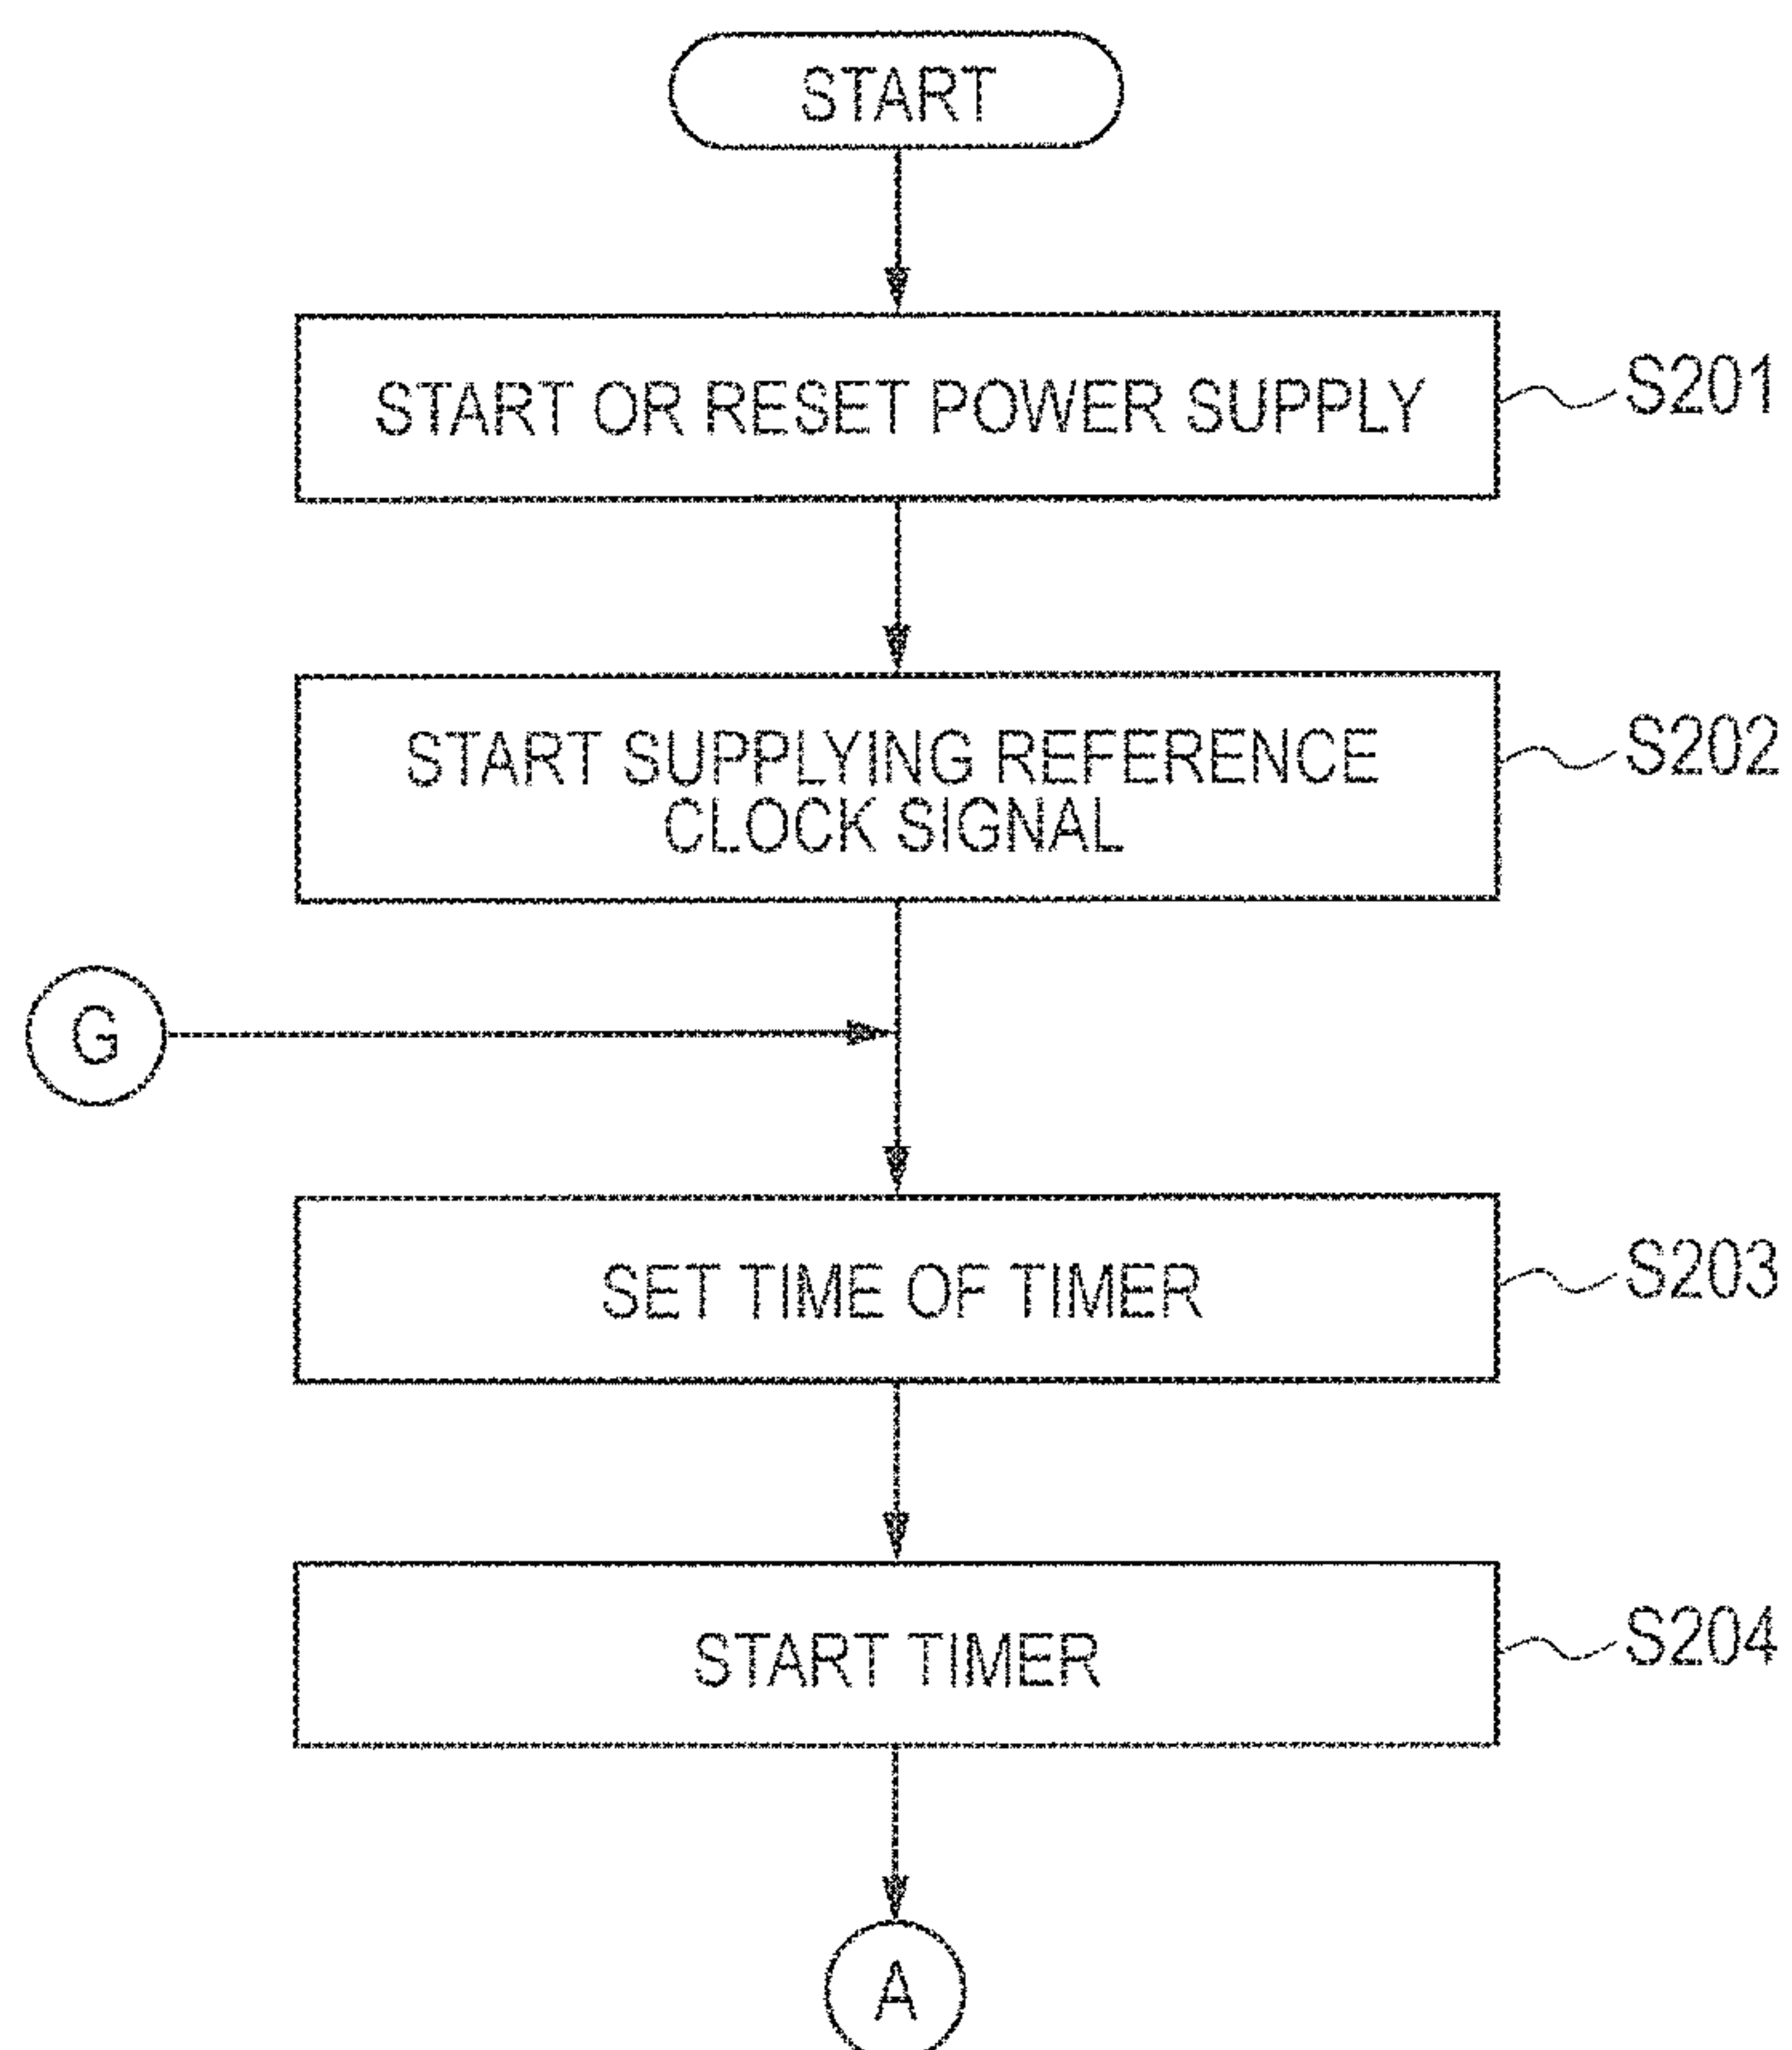 START
START OR RESET POWER SUPPLY
S201
START SUPPLYING REFERENCE
CLOCK SIGNAL
S202
G
SET TIME OF TIMER
S203
START TIMER
S204
A